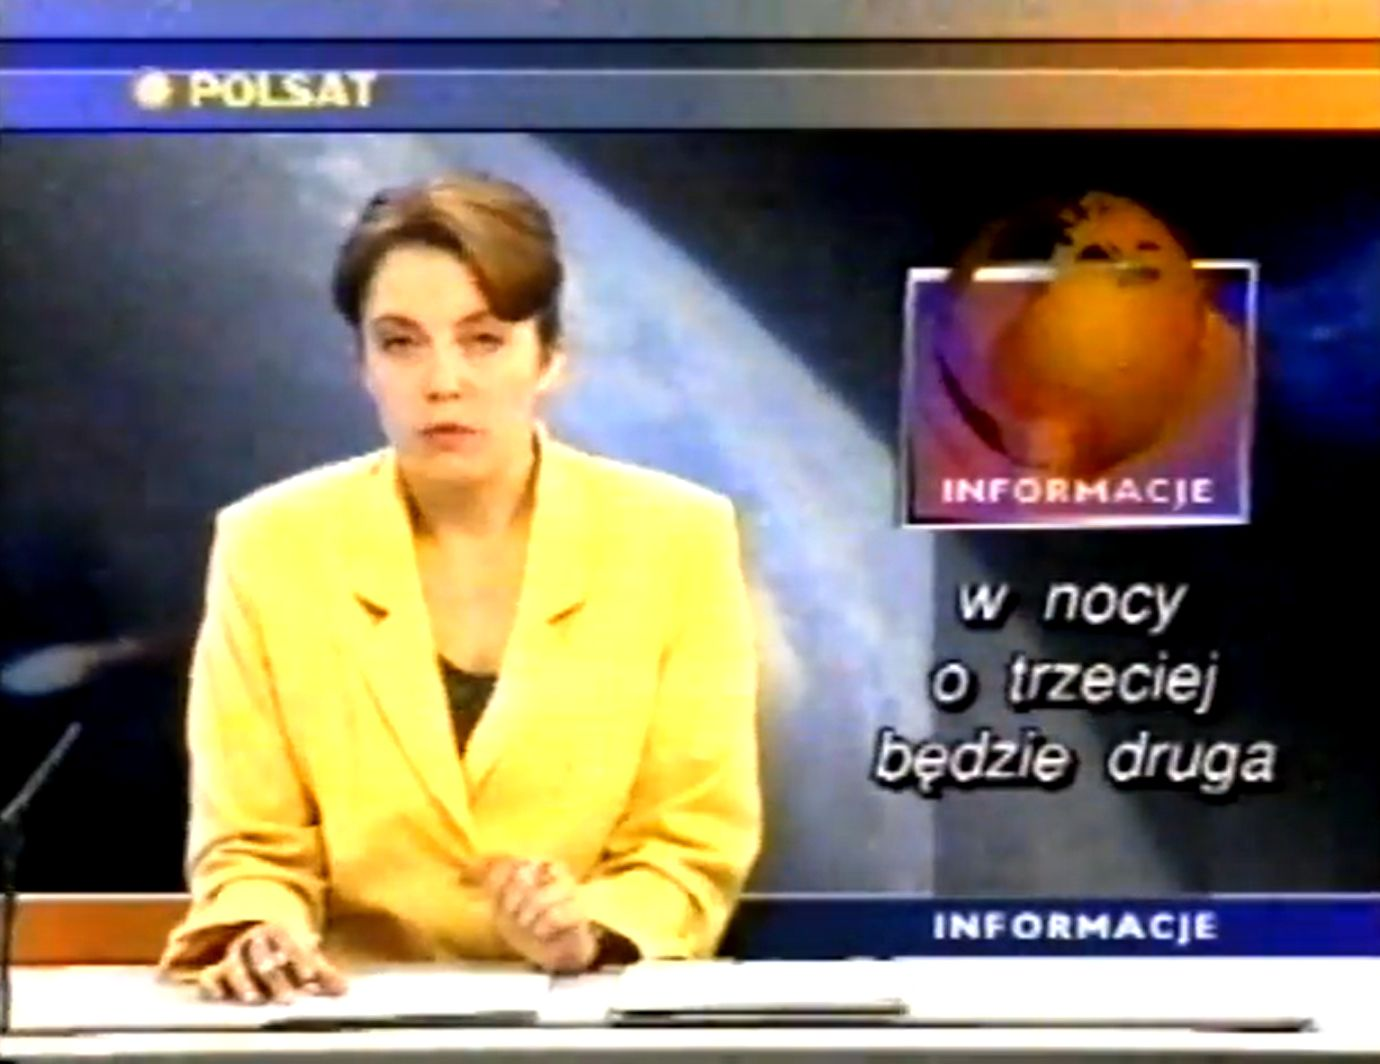 POLSAT
INFORMACJE
w nocy
o trzeciej
będzie druga
INFORMACJE